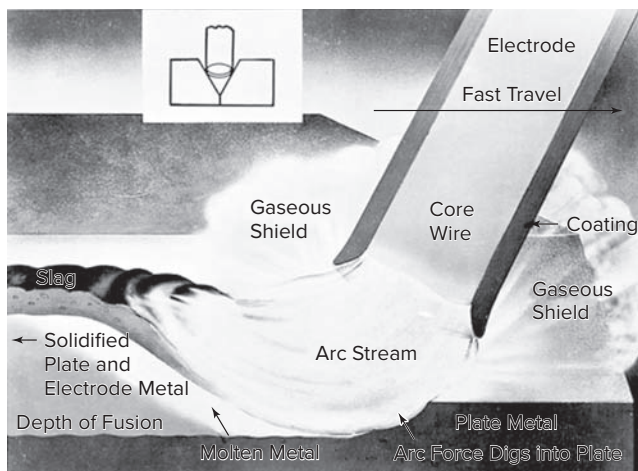 Electrode
Fast Travel
Gaseous
Shield
Core
Wire
Coating
Slag
Gaseous
Shield
Solidified
Plate and
Electrode Metal
Arc Stream
Depth of Fusion
Molten Metal
Plate Metal
Arc Force Digs into Plate